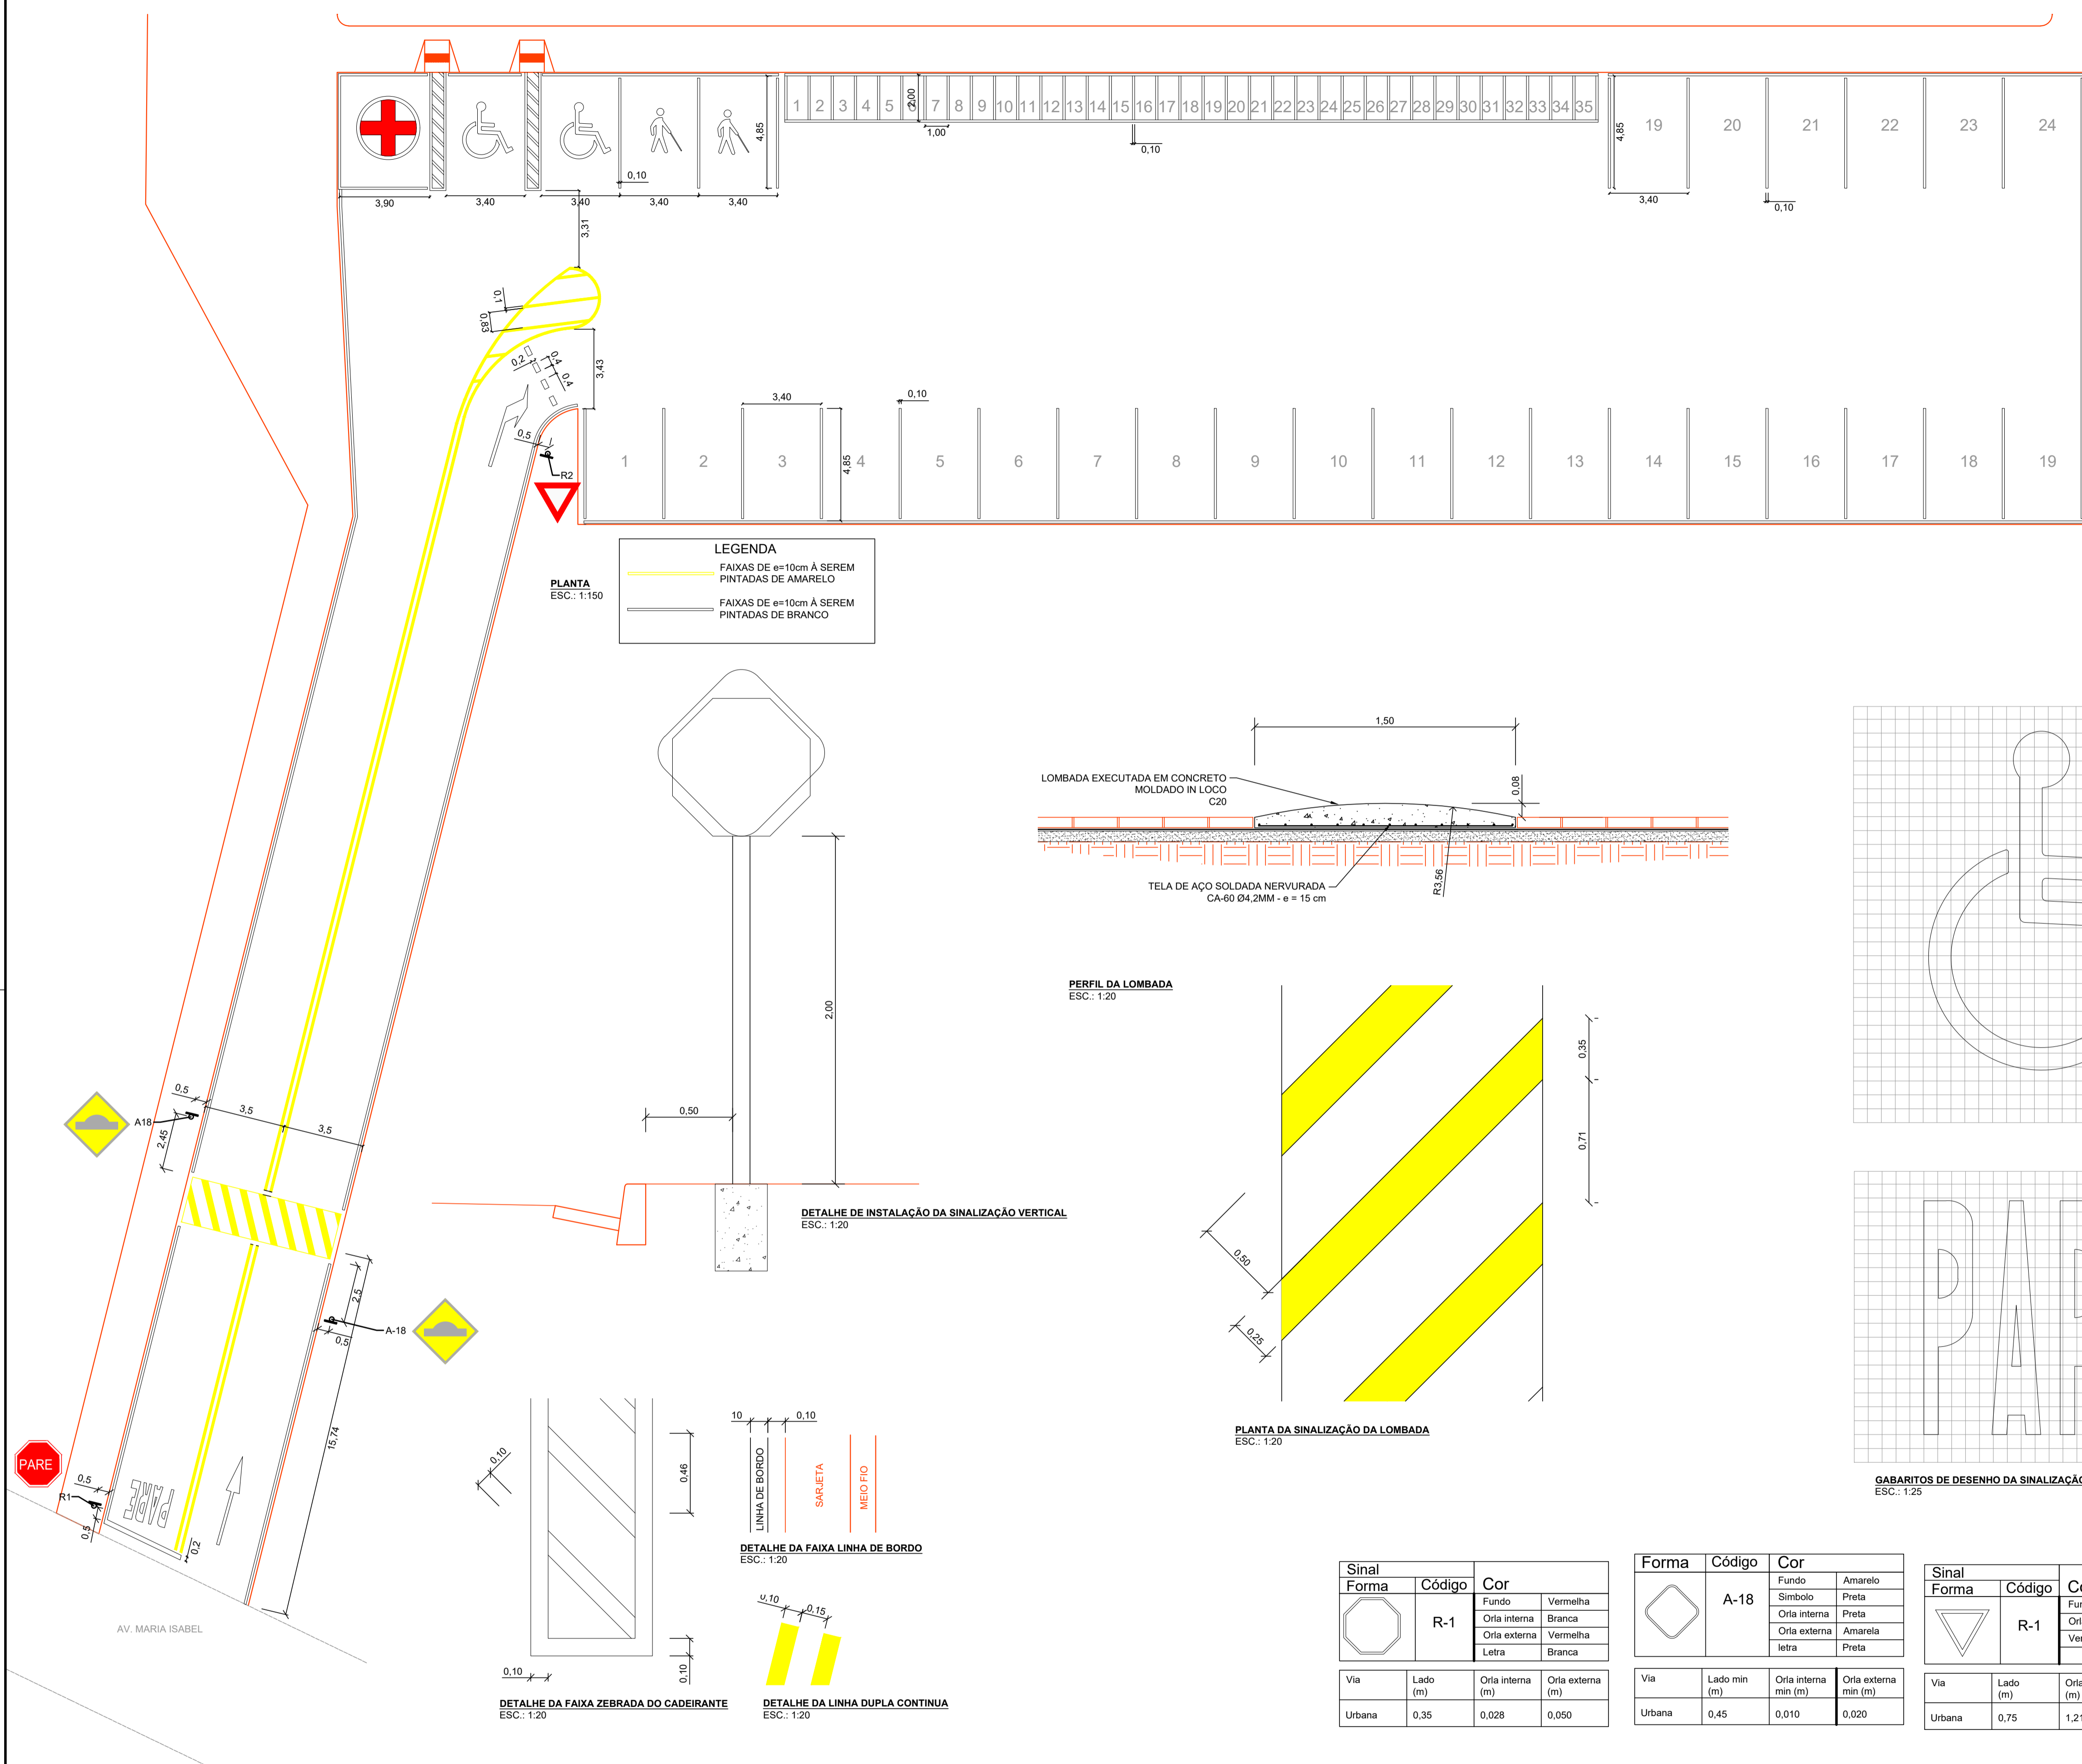 1 2 3 4 5 2,00 7 8 9 10 11 12 13 14 15 16 17 18 19 20 21 22 23 24 25 26 27 28 29 30 31 32 33 34 35
1,00
0,10
4,85
19 20 21 22 23 24
4,85
3,40
0,10
0,10
3,90
3,40
3,40
3,40
3,40
3,31
0,1
0,83
0,2
0,4
0,4
3,43
0,5
R2
3,40
0,10
4,85
1 2 3 4 5 6 7 8 9 10 11 12 13 14 15 16 17 18 19
PLANTA
ESC.: 1:150
LEGENDA
FAIXAS DE e=10cm À SEREM
PINTADAS DE AMARELO
FAIXAS DE e=10cm À SEREM
PINTADAS DE BRANCO
1,50
LOMBADA EXECUTADA EM CONCRETO
MOLDADO IN LOCO
C20
0,08
TELA DE AÇO SOLDADA NERVURADA
CA-60 Ø4,2MM - e = 15 cm
R3,56
PERFIL DA LOMBADA
ESC.: 1:20
2,00
0,50
DETALHE DE INSTALAÇÃO DA SINALIZAÇÃO VERTICAL
ESC.: 1:20
0,35
0,71
0,50
0,25
PLANTA DA SINALIZAÇÃO DA LOMBADA
ESC.: 1:20
0,5
A18
2,45
3,5
3,5
2,5
A-18
0,5
15,74
PARE
0,5
R1
0,5
PARE
0,2
AV. MARIA ISABEL
0,10
0,46
0,10
0,10
DETALHE DA FAIXA ZEBRADA DO CADEIRANTE
ESC.: 1:20
10
0,10
LINHA DE BORDO
SARJETA
MEIO FIO
DETALHE DA FAIXA LINHA DE BORDO
ESC.: 1:20
0,10
0,15
DETALHE DA LINHA DUPLA CONTINUA
ESC.: 1:20
PA
GABARITOS DE DESENHO DA SINALIZAÇÃ
ESC.: 1:25
Sinal
Forma Código Cor
R-1
Fundo Vermelha
Orla interna Branca
Orla externa Vermelha
Letra Branca
Via Lado (m) Orla interna (m) Orla externa (m)
Urbana 0,35 0,028 0,050
Forma Código Cor
A-18
Fundo Amarelo
Simbolo Preta
Orla interna Preta
Orla externa Amarela
letra Preta
Via Lado min (m) Orla interna min (m) Orla externa min (m)
Urbana 0,45 0,010 0,020
Sinal
Forma Código
R-1
Via Lado (m) (m)
Urbana 0,75